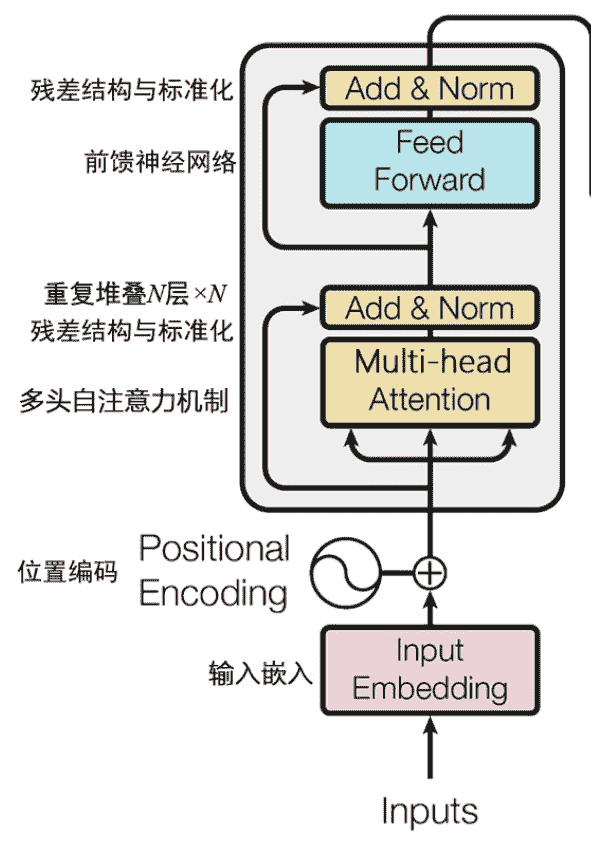 残差结构与标准化
Add & Norm
前馈神经网络
Feed
Forward
重复堆叠N层×N
残差结构与标准化
Add & Norm
多头自注意力机制
Multi-head
Attention
位置编码
Positional
Encoding
输入嵌入
Input
Embedding
Inputs